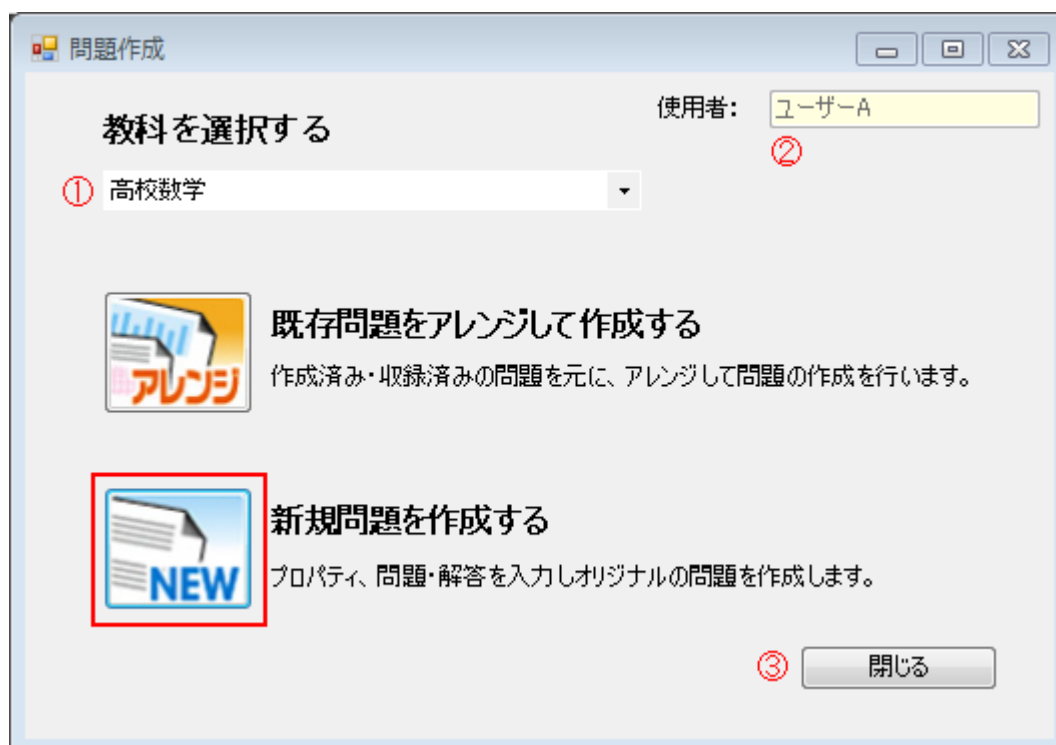 問題作成
使用者: ユーザーA
教科を選択する
②
① 高校数学
既存問題をアレンジして作成する
アレンジ
作成済み・収録済みの問題を元に、アレンジして問題の作成を行います。
新規問題を作成する
NEW
プロパティ、問題・解答を入力しオリジナルの問題を作成します。
③ 閉じる